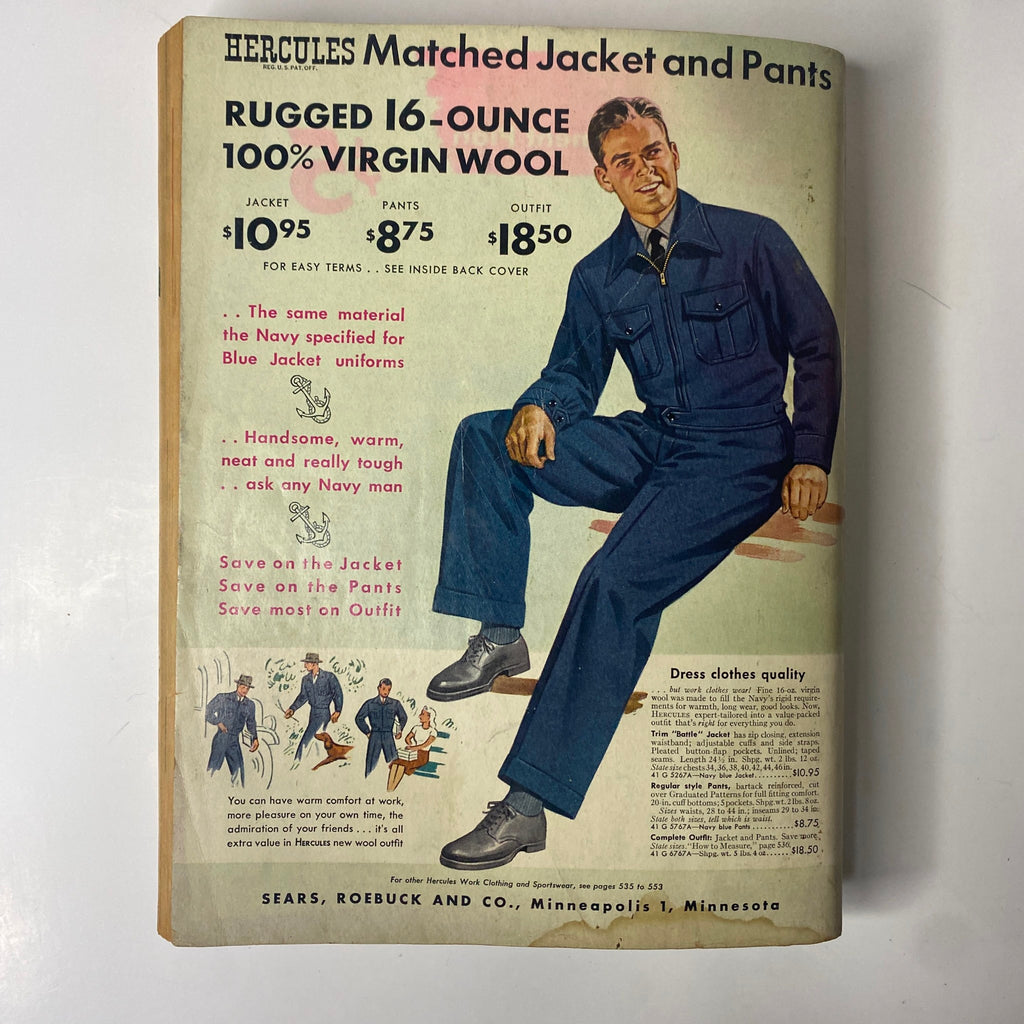 HERCULES Matched Jacket and Pants
REG. U. S. PAT. OFF.
RUGGED 16-OUNCE
100% VIRGIN WOOL
JACKET PANTS OUTFIT
$10.95 $8.75 $18.50
FOR EASY TERMS . . SEE INSIDE BACK COVER
. . The same material
the Navy specified for
Blue Jacket uniforms
. . Handsome, warm,
neat and really tough
. . ask any Navy man
Save on the Jacket
Save on the Pants
Save most on Outfit
You can have warm comfort at work,
more pleasure on your own time, the
admiration of your friends . . . it's all
extra value in HERCULES new wool outfit
Dress clothes quality
. . . but work clothes wear! Fine 16-oz. virgin
wool was made to fill the Navy's rigid require-
ments for warmth, long wear, good looks. Now,
HERCULES expert-tailored into a value-packed
outfit that's right for everything you do.
Trim "Battle" Jacket has zip closing, extension
waistband; adjustable cuffs and side straps.
Pleated button-flap pockets. Unlined; taped
seams. Length 24½ in. Shpg. wt. 2 lbs. 12 oz.
State size chests 34, 36, 38, 40, 42, 44, 46 in.
41 G 5267A—Navy blue Jacket..........$10.95
Regular style Pants, bartack reinforced, cut
over Graduated Patterns for full fitting comfort.
20-in. cuff bottoms; 5 pockets. Shpg. wt. 2 lbs. 8 oz.
Sizes waists, 28 to 44 in.; inseams 29 to 34 in.
State both sizes, tell which is waist.
41 G 5767A—Navy blue Pants...........$8.75
Complete Outfit: Jacket and Pants. Save more.
State sizes. "How to Measure," page 536.
41 G 6767A—Shpg. wt. 5 lbs. 4 oz......$18.50
For other Hercules Work Clothing and Sportswear, see pages 535 to 553
SEARS, ROEBUCK AND CO., Minneapolis 1, Minnesota